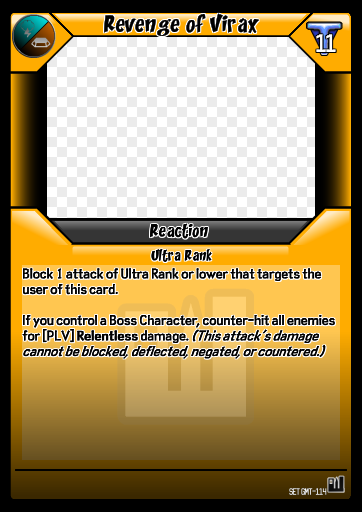 Revenge of Virax
11
Reaction
Ultra Rank
Block 1 attack of Ultra Rank or lower that targets the
user of this card.
If you control a Boss Character, counter-hit all enemies
for [PLV] Relentless damage. (This attack's damage
cannot be blocked, deflected, negated, or countered.)
SET GMT-114